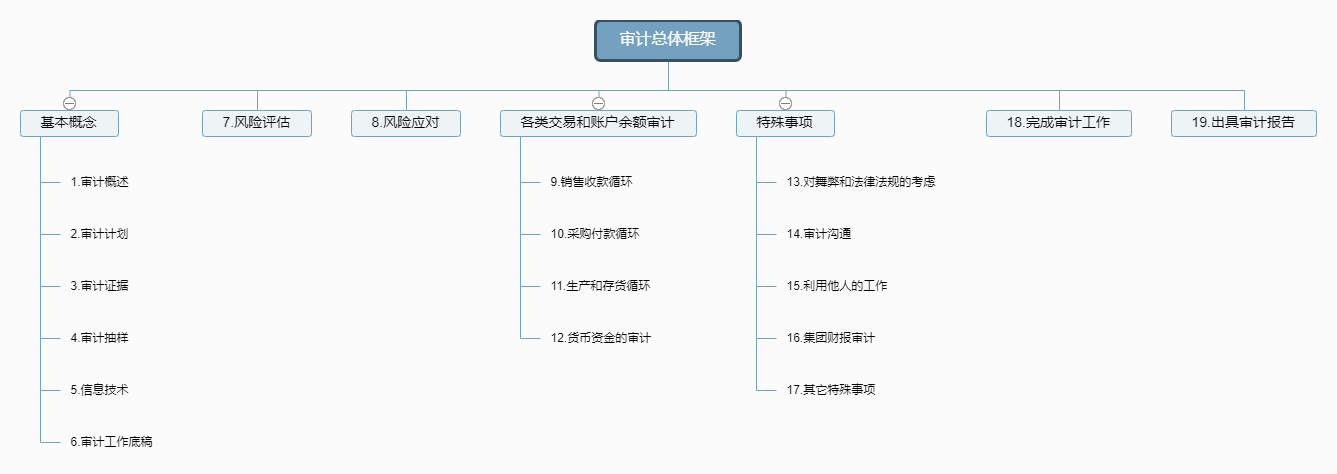 审计总体框架
基本概念
1.审计概述
2.审计计划
3.审计证据
4.审计抽样
5.信息技术
6.审计工作底稿
7.风险评估
8.风险应对
各类交易和账户余额审计
9.销售收款循环
10.采购付款循环
11.生产和存货循环
12.货币资金的审计
特殊事项
13.对舞弊和法律法规的考虑
14.审计沟通
15.利用他人的工作
16.集团财报审计
17.其它特殊事项
18.完成审计工作
19.出具审计报告